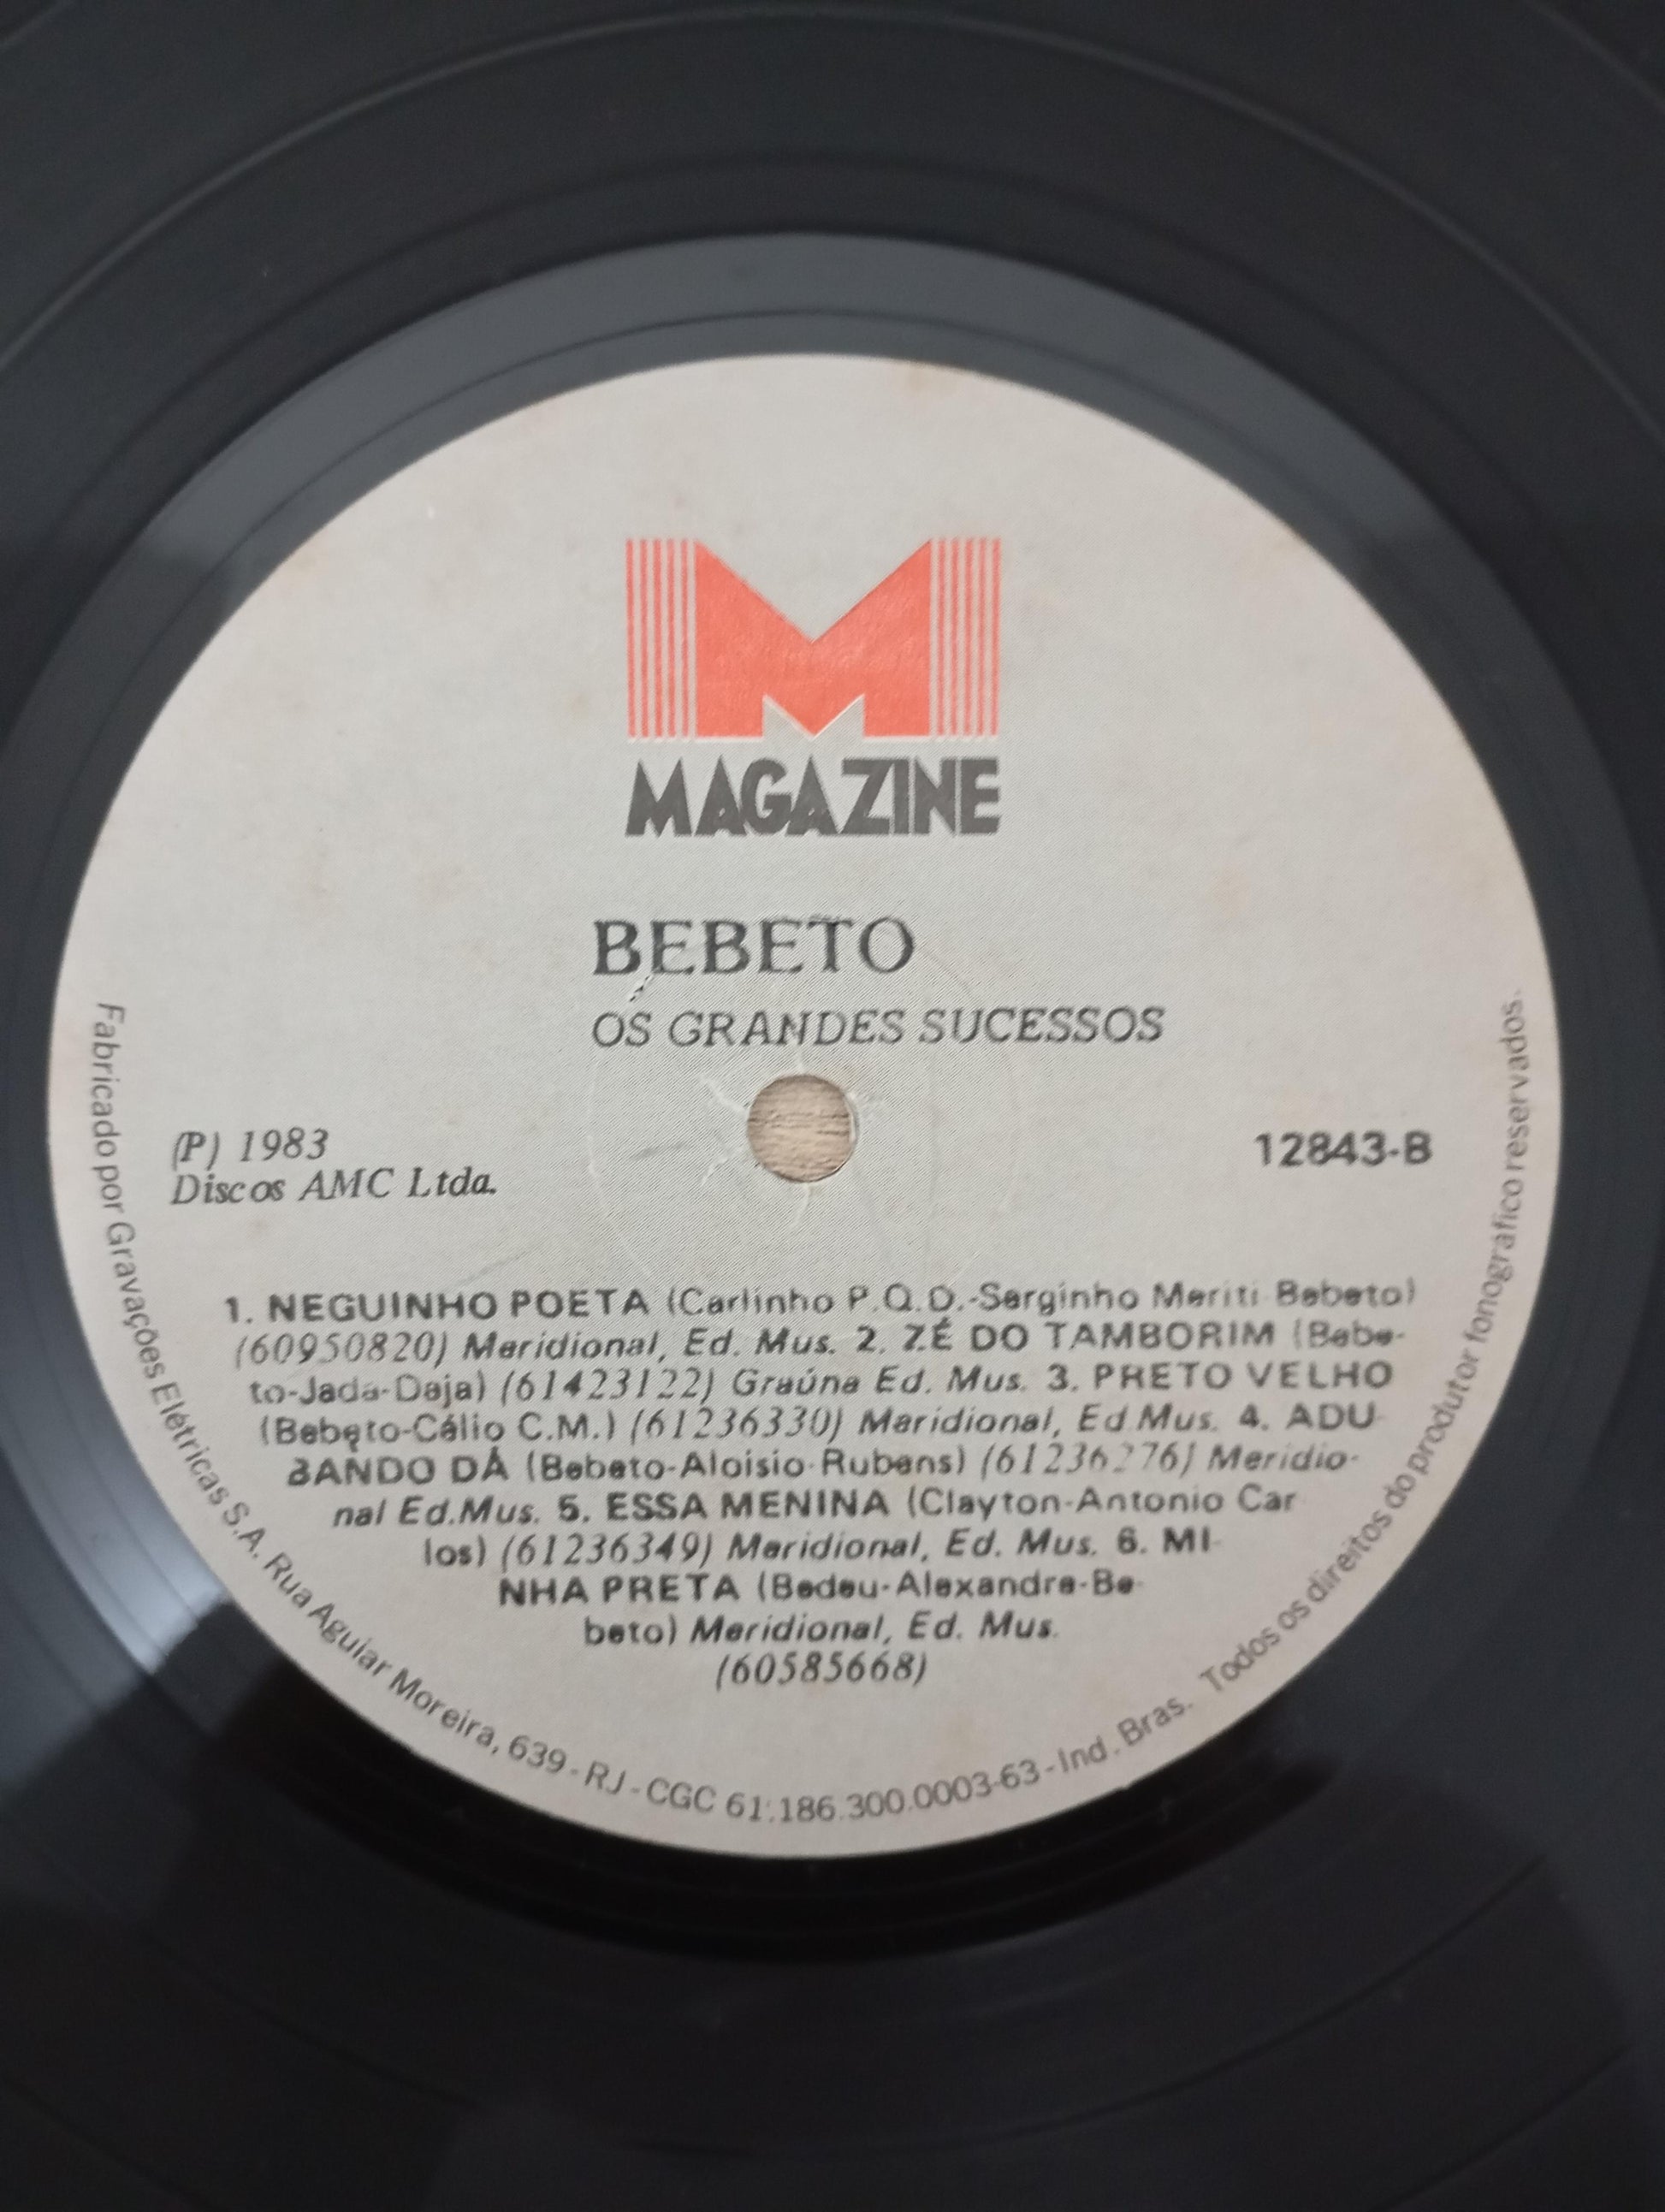 M
MAGAZINE
BEBETO
OS GRANDES SUCESSOS
(P) 1983
Discos AMC Ltda.
12843-B
1. NEGUINHO POETA (Carlinho P.Q.D.-Serginho Meriti-Bebeto)
(60950820) Meridional, Ed. Mus. 2. ZÉ DO TAMBORIM (Bebe-
to-Jada-Daja) (61423122) Graúna Ed. Mus. 3. PRETO VELHO
(Bebeto-Célio C.M.) (61236330) Meridional, Ed.Mus. 4. ADU-
BANDO DÁ (Bebeto-Aloisio-Rubens) (61236276) Meridio-
nal Ed.Mus. 5. ESSA MENINA (Clayton-Antonio Car-
los) (61236349) Meridional, Ed. Mus. 6. MI-
NHA PRETA (Bedeu-Alexandre-Be-
beto) Meridional, Ed. Mus.
(60585668)
Fabricado por Gravações Elétricas S.A. Rua Aguiar Moreira, 639 - RJ - CGC 61.186.300.0003-63 - Ind. Bras. Todos os direitos do produtor fonográfico reservados.